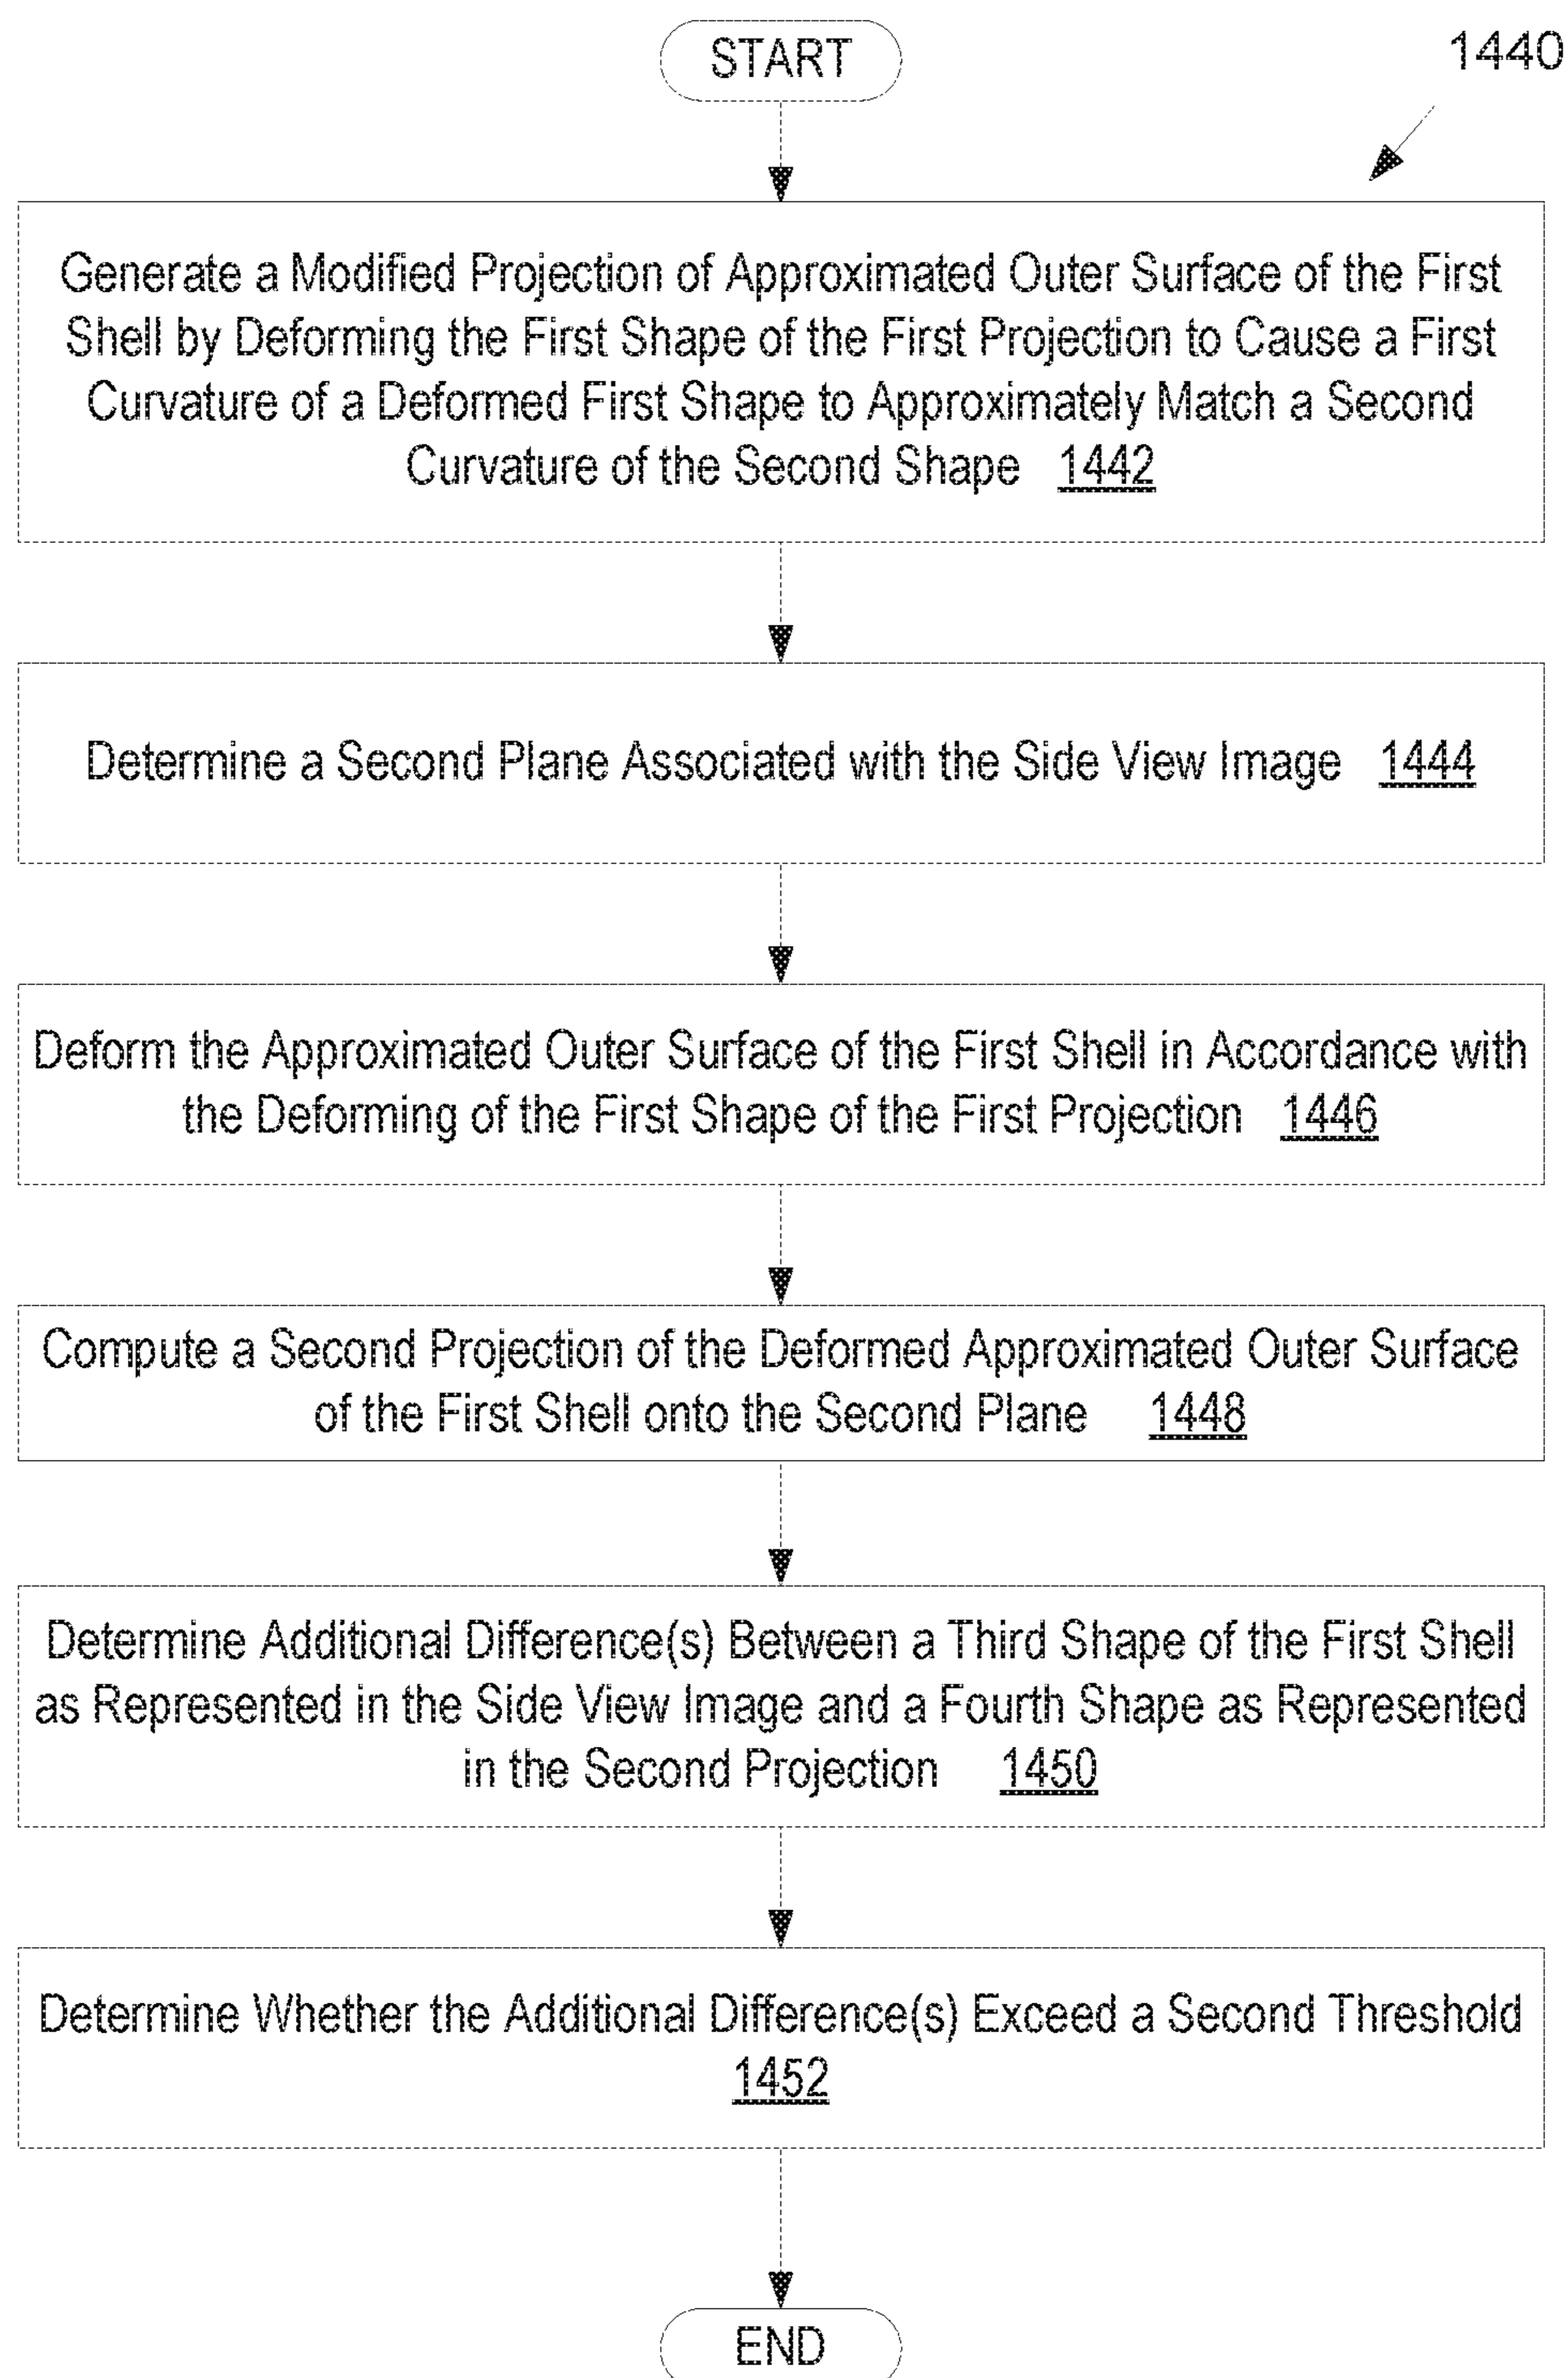 START
1440
Generate a Modified Projection of Approximated Outer Surface of the First
Shell by Deforming the First Shape of the First Projection to Cause a First
Curvature of a Deformed First Shape to Approximately Match a Second
Curvature of the Second Shape 1442
Determine a Second Plane Associated with the Side View Image 1444
Deform the Approximated Outer Surface of the First Shell in Accordance with
the Deforming of the First Shape of the First Projection 1446
Compute a Second Projection of the Deformed Approximated Outer Surface
of the First Shell onto the Second Plane 1448
Determine Additional Difference(s) Between a Third Shape of the First Shell
as Represented in the Side View Image and a Fourth Shape as Represented
in the Second Projection 1450
Determine Whether the Additional Difference(s) Exceed a Second Threshold
1452
END